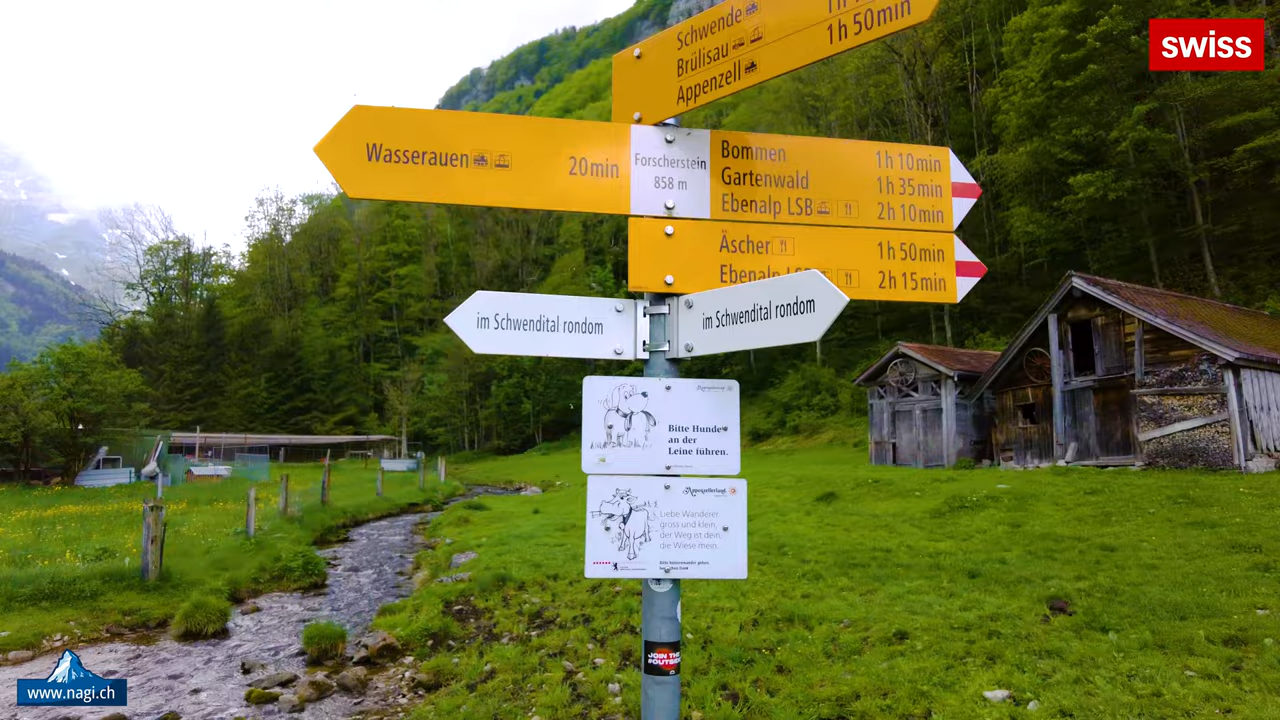 swiss
Schwende
Brülisau
Appenzell
1h 50min
Wasserauen 20min
Forscherstein
858 m
Bommen 1h 10min
Gartenwald 1h 35min
Ebenalp LSB 2h 10min
Äscher 1h 50min
Ebenalp 2h 15min
im Schwendital rondom
im Schwendital rondom
Bitte Hunde
an der
Leine führen.
Appenzellerland
Liebe Wanderer
gross und klein,
der Weg ist dein,
die Wiese mein.
JOIN THE
www.nagi.ch